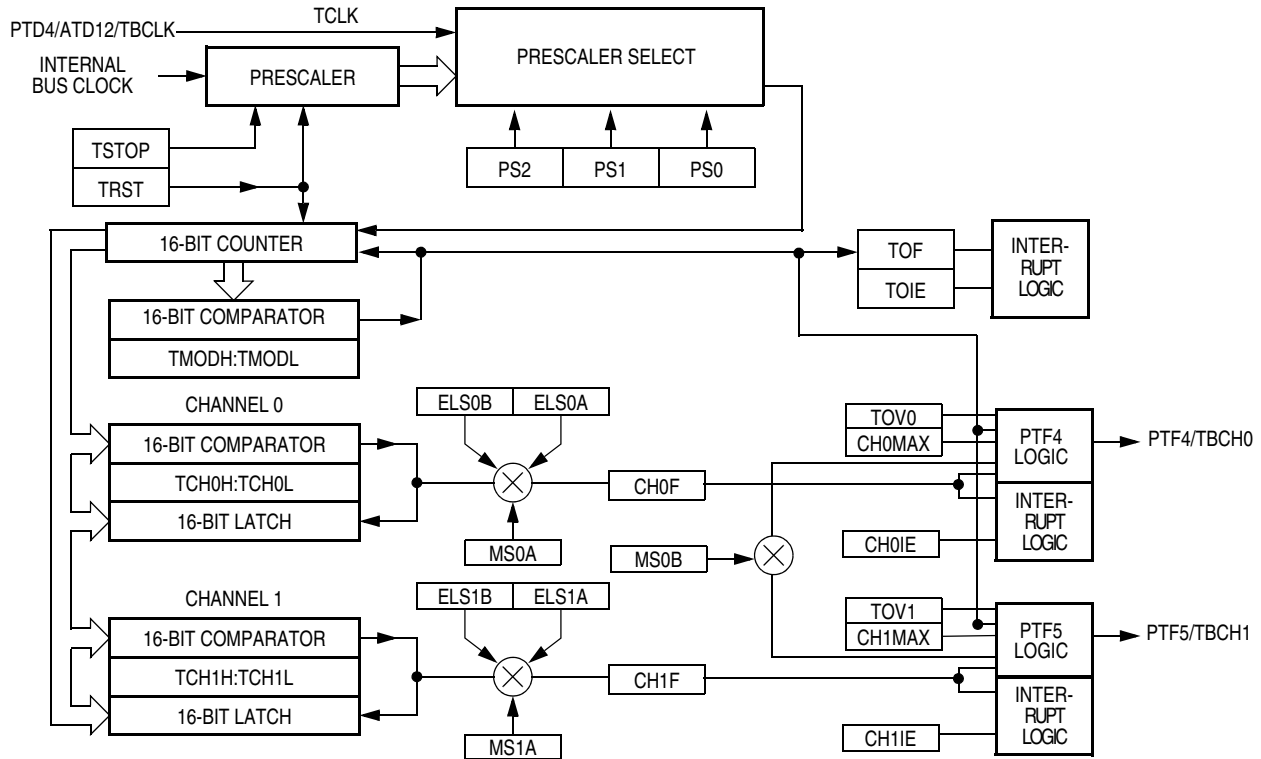 TCLK
PTD4/ATD12/TBCLK
PRESCALER SELECT
INTERNAL
BUS CLOCK
PRESCALER
TSTOP
TRST
PS2
PS1
PS0
16-BIT COUNTER
TOF
TOIE
INTER-
RUPT
LOGIC
16-BIT COMPARATOR
TMODH:TMODL
CHANNEL 0
ELS0B
ELS0A
TOV0
CH0MAX
PTF4
LOGIC
PTF4/TBCH0
16-BIT COMPARATOR
TCH0H:TCH0L
16-BIT LATCH
CH0F
MS0A
INTER-
RUPT
LOGIC
CH0IE
MS0B
CHANNEL 1
ELS1B
ELS1A
TOV1
CH1MAX
PTF5
LOGIC
PTF5/TBCH1
16-BIT COMPARATOR
TCH1H:TCH1L
16-BIT LATCH
CH1F
MS1A
INTER-
RUPT
LOGIC
CH1IE